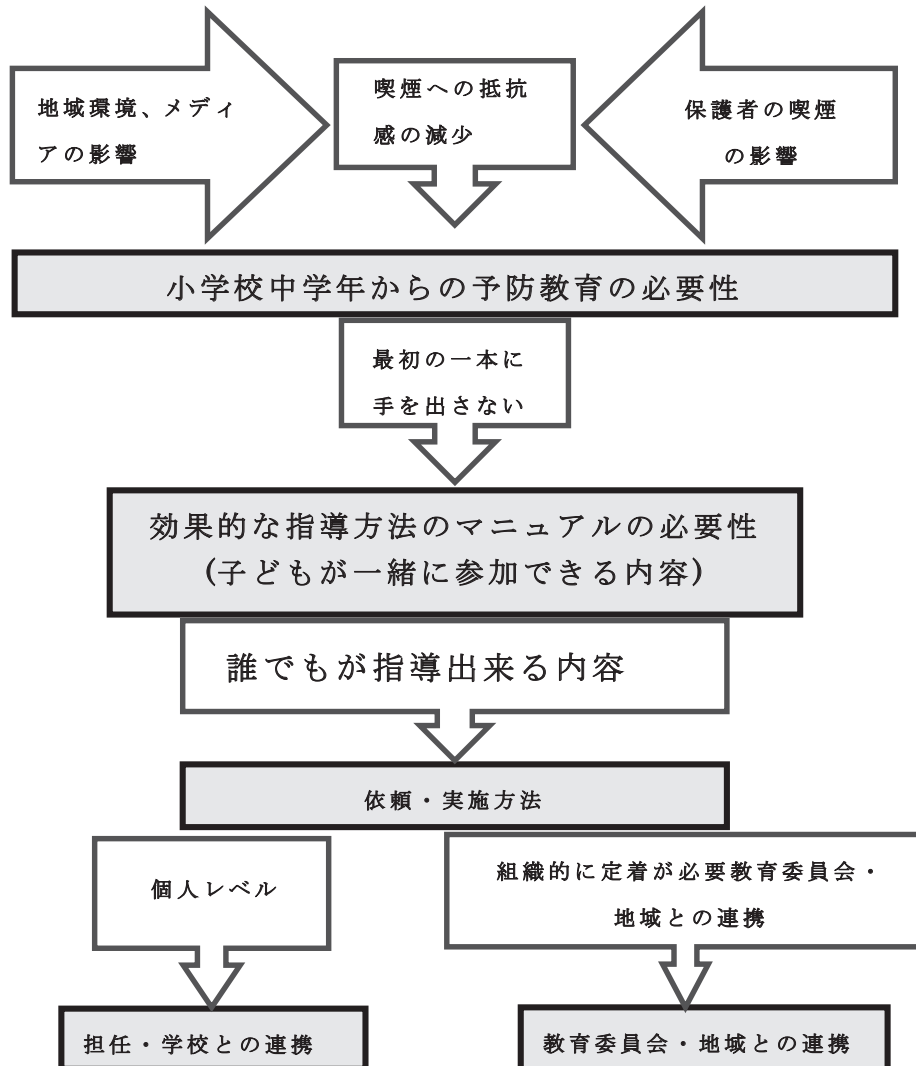 地域環境、メディ
アの影響
喫煙への抵抗
感の減少
保護者の喫煙
の影響
小学校中学年からの予防教育の必要性
最初の一本に
手を出さない
効果的な指導方法のマニュアルの必要性
(子どもが一緒に参加できる内容)
誰でもが指導出来る内容
依頼・実施方法
個人レベル
組織的に定着が必要教育委員会・
地域との連携
担任・学校との連携
教育委員会・地域との連携